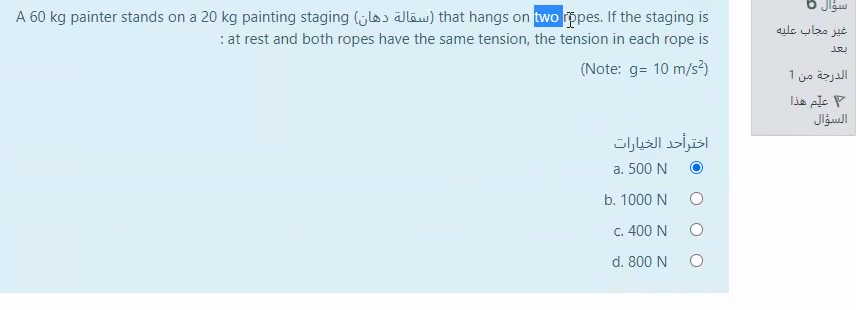 A 60 kg painter stands on a 20 kg painting staging (سقالة دهان) that hangs on two ropes. If the staging is
: at rest and both ropes have the same tension, the tension in each rope is
(Note: g= 10 m/s²)
اخترأحد الخيارات
a. 500 N
b. 1000 N
c. 400 N
d. 800 N
سؤال 6
غير مجاب عليه
بعد
الدرجة من 1
علّم هذا
السؤال